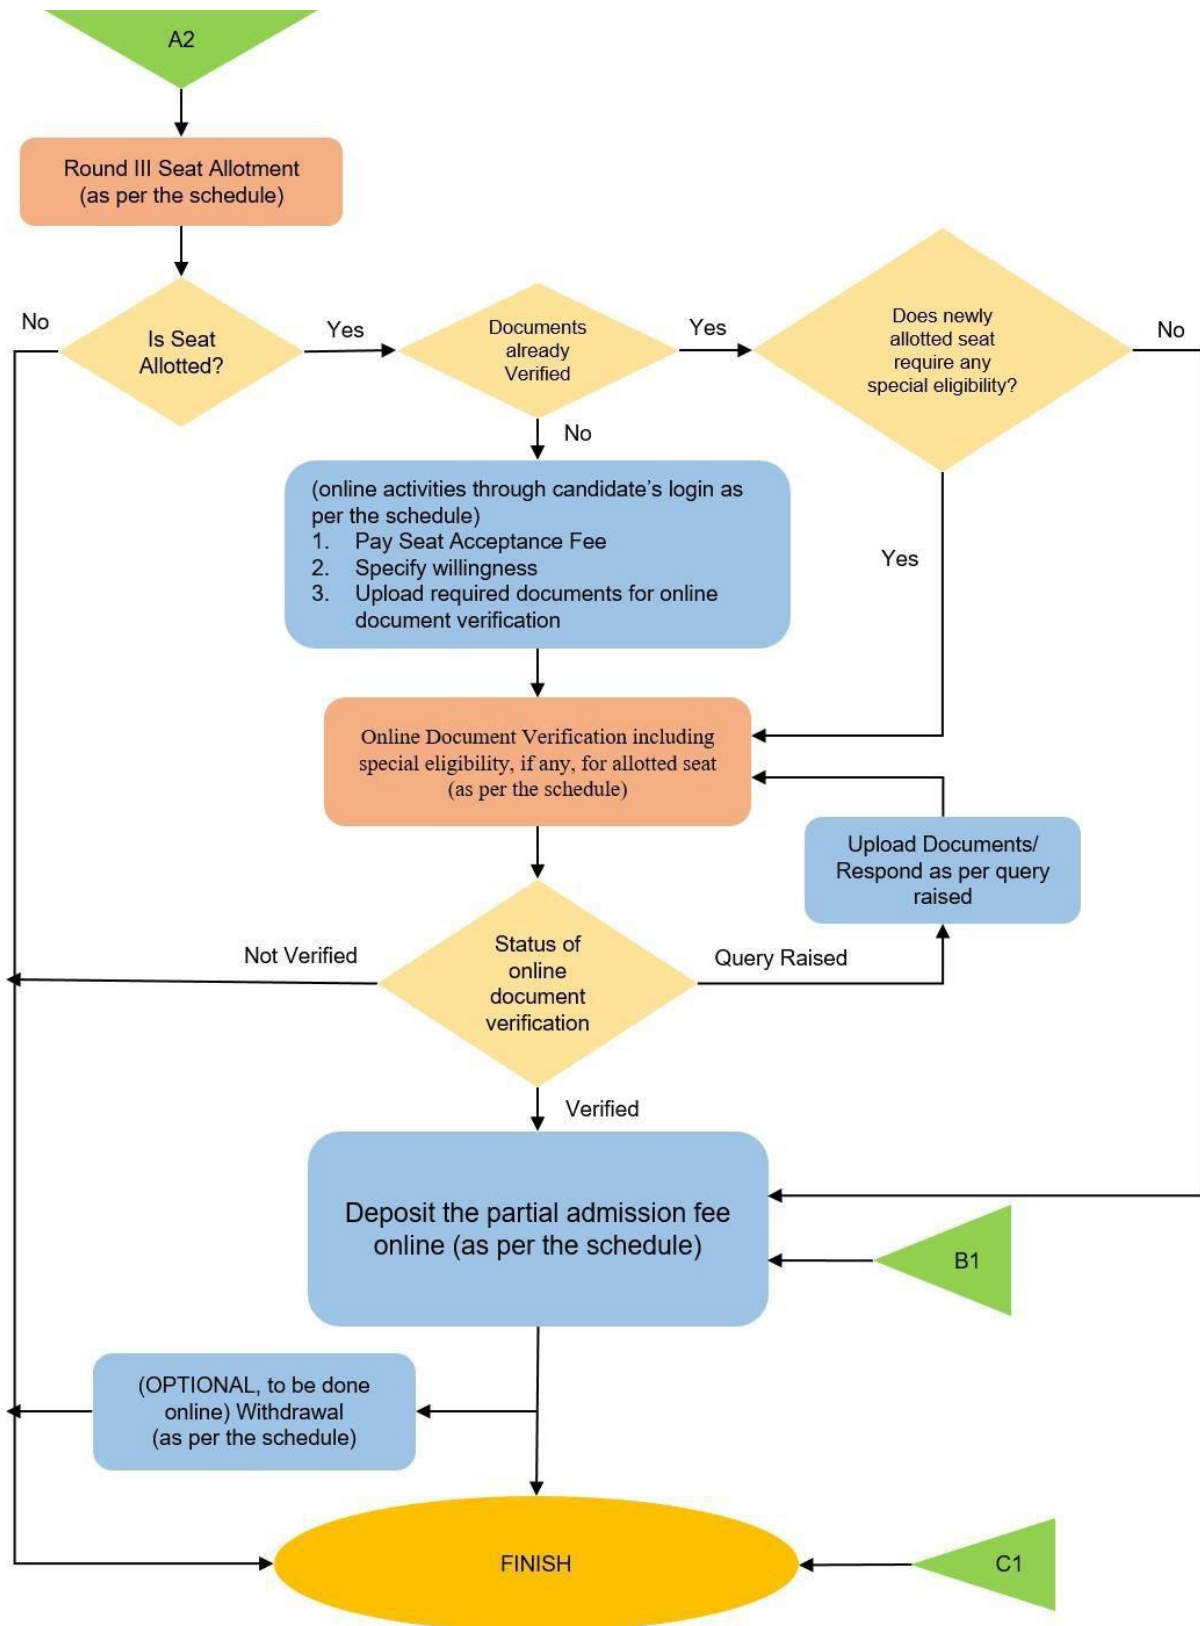 A2
Round III Seat Allotment
(as per the schedule)
No
Is Seat
Allotted?
Yes
Documents
already
Verified
Yes
Does newly
allotted seat
require any
special eligibility?
No
No
(online activities through candidate’s login as
per the schedule)
1. Pay Seat Acceptance Fee
2. Specify willingness
3. Upload required documents for online
document verification
Yes
Online Document Verification including
special eligibility, if any, for allotted seat
(as per the schedule)
Upload Documents/
Respond as per query
raised
Not Verified
Status of
online
document
verification
Query Raised
Verified
Deposit the partial admission fee
online (as per the schedule)
B1
(OPTIONAL, to be done
online) Withdrawal
(as per the schedule)
FINISH
C1